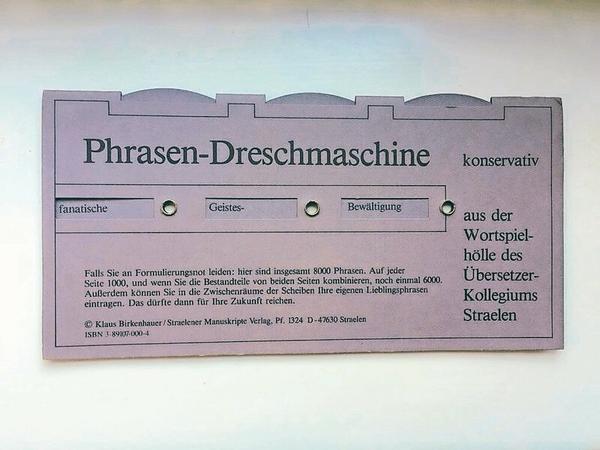 Phrasen-Dreschmaschine
konservativ
fanatische
Geistes-
Bewältigung
aus der
Wortspiel-
hölle des
Übersetzer-
Kollegiums
Straelen
Falls Sie an Formulierungsnot leiden: hier sind insgesamt 8000 Phrasen. Auf jeder
Seite 1000, und wenn Sie die Bestandteile von beiden Seiten kombinieren, noch einmal 6000.
Außerdem können Sie in die Zwischenräume der Scheiben Ihre eigenen Lieblingsphrasen
eintragen. Das dürfte dann für Ihre Zukunft reichen.
© Klaus Birkenhauer/Straelener Manuskripte Verlag, Pf. 1324 D-47630 Straelen
ISBN 3-89107-000-4